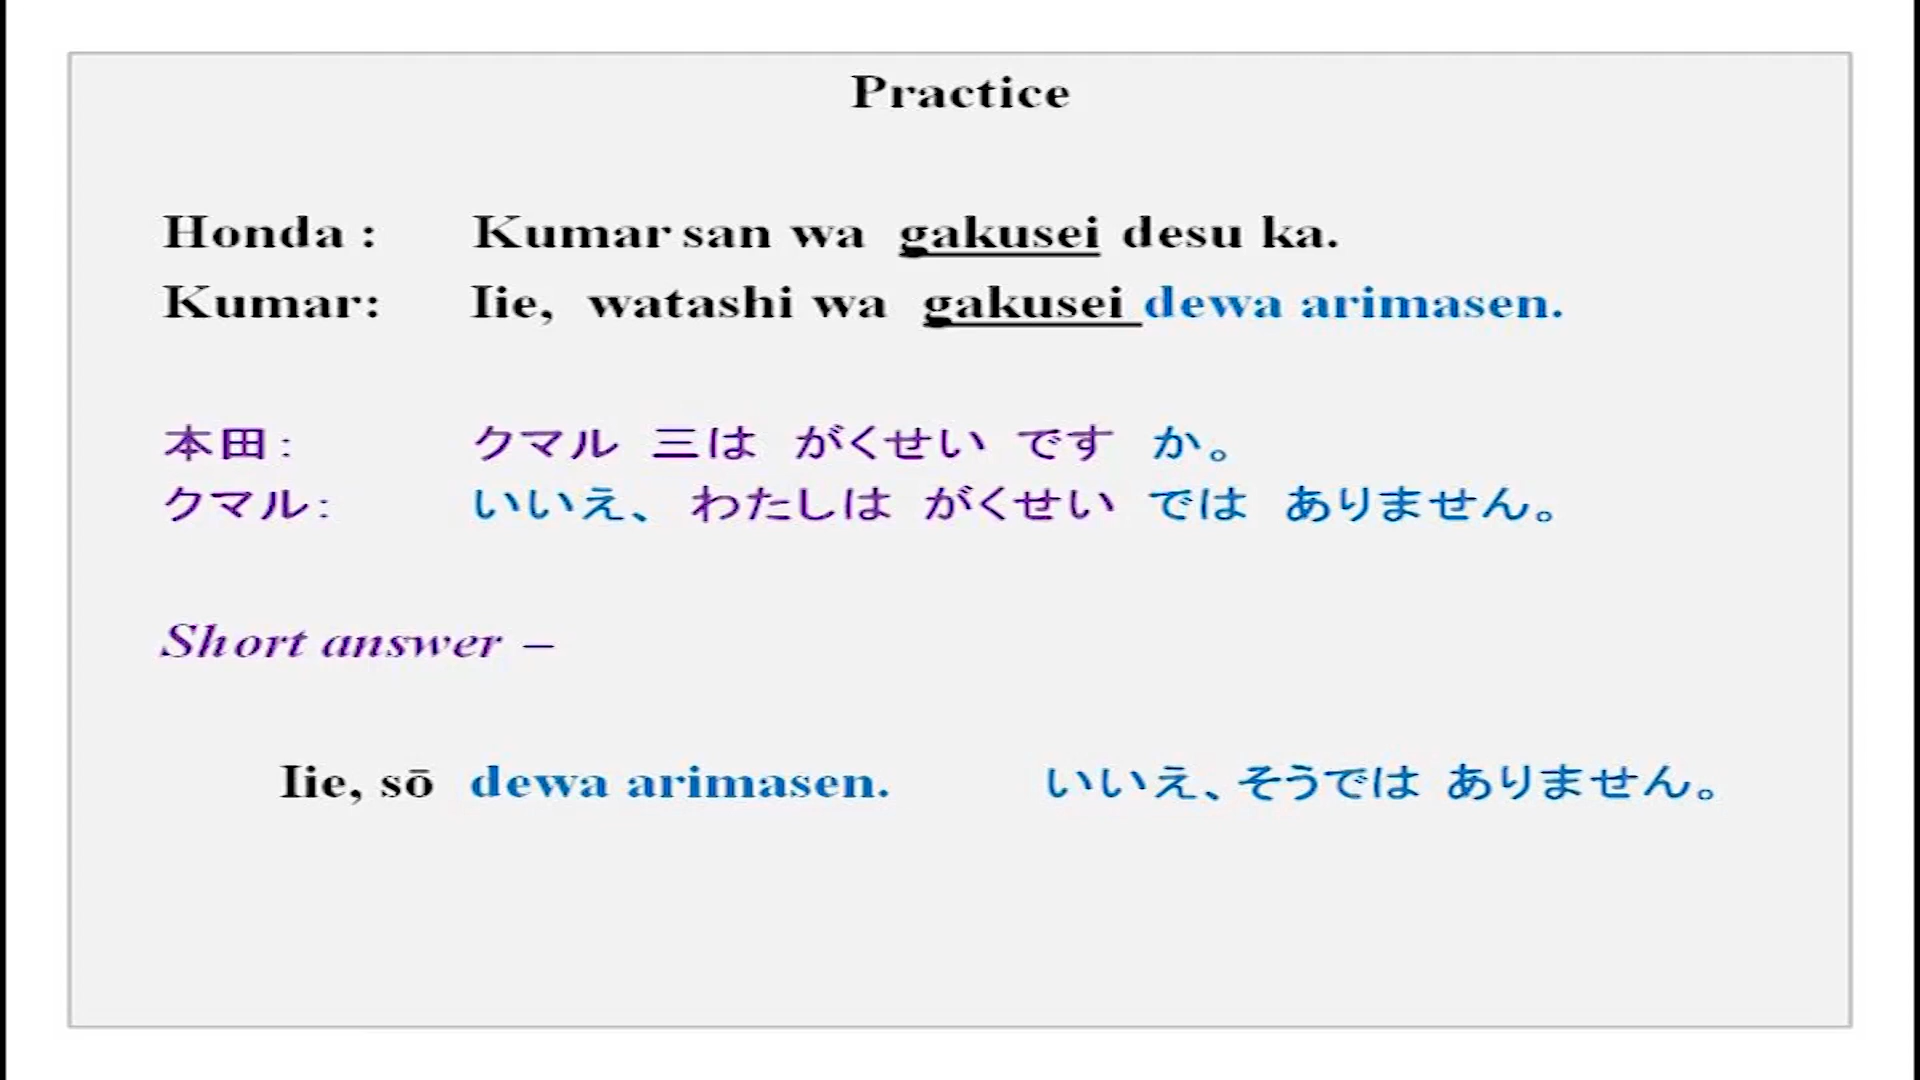 Practice
Honda : Kumar san wa gakusei desu ka.
Kumar: Iie, watashi wa gakusei dewa arimasen.
本田: クマル 三は がくせい です か。
クマル: いいえ、 わたしは がくせい では ありません。
Short answer –
Iie, sō dewa arimasen. いいえ、そうでは ありません。